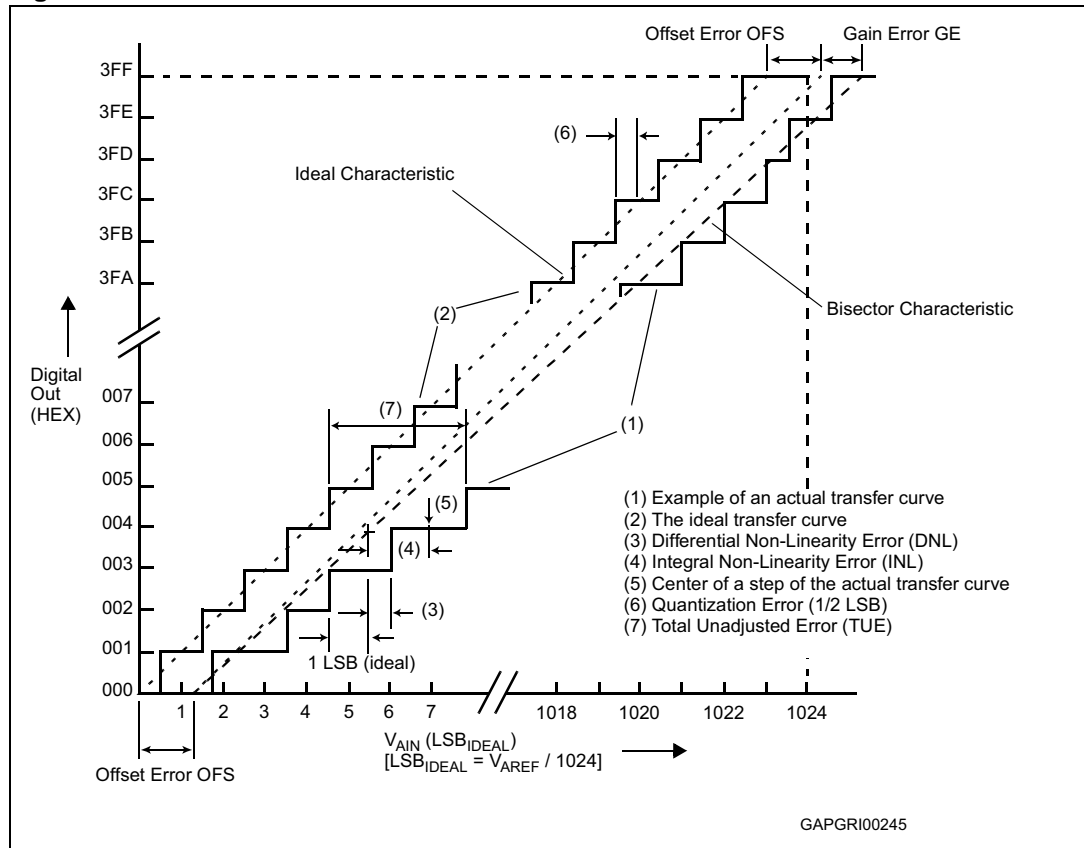 Offset Error OFS
Gain Error GE
3FF
3FE
3FD
3FC
3FB
3FA
(6)
Ideal Characteristic
(2)
Bisector Characteristic
Digital
Out
(HEX)
007
006
005
004
003
002
001
000
(7)
(1)
(5)
(4)
(3)
1 LSB (ideal)
(1) Example of an actual transfer curve
(2) The ideal transfer curve
(3) Differential Non-Linearity Error (DNL)
(4) Integral Non-Linearity Error (INL)
(5) Center of a step of the actual transfer curve
(6) Quantization Error (1/2 LSB)
(7) Total Unadjusted Error (TUE)
1 2 3 4 5 6 7 1018 1020 1022 1024
VAIN (LSBIDEAL)
[LSBIDEAL = VAREF / 1024]
Offset Error OFS
GAPGRI00245